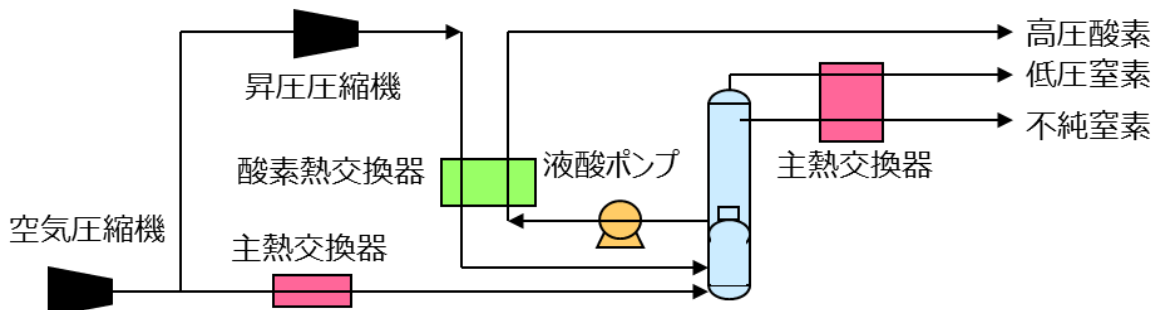 高圧酸素
低圧窒素
昇圧圧縮機
不純窒素
酸素熱交換器
液酸ポンプ
主熱交換器
空気圧縮機
主熱交換器